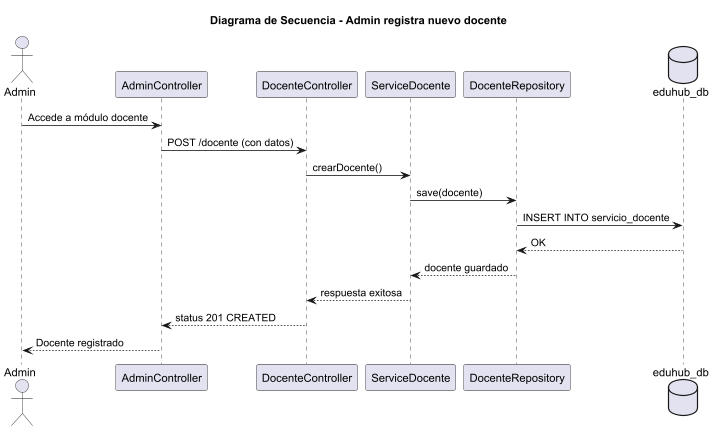 Diagrama de Secuencia - Admin registra nuevo docente
Admin
AdminController
DocenteController
ServiceDocente
DocenteRepository
eduhub_db
Accede a módulo docente
POST /docente (con datos)
crearDocente()
save(docente)
INSERT INTO servicio_docente
OK
docente guardado
respuesta exitosa
status 201 CREATED
Docente registrado
Admin
AdminController
DocenteController
ServiceDocente
DocenteRepository
eduhub_db